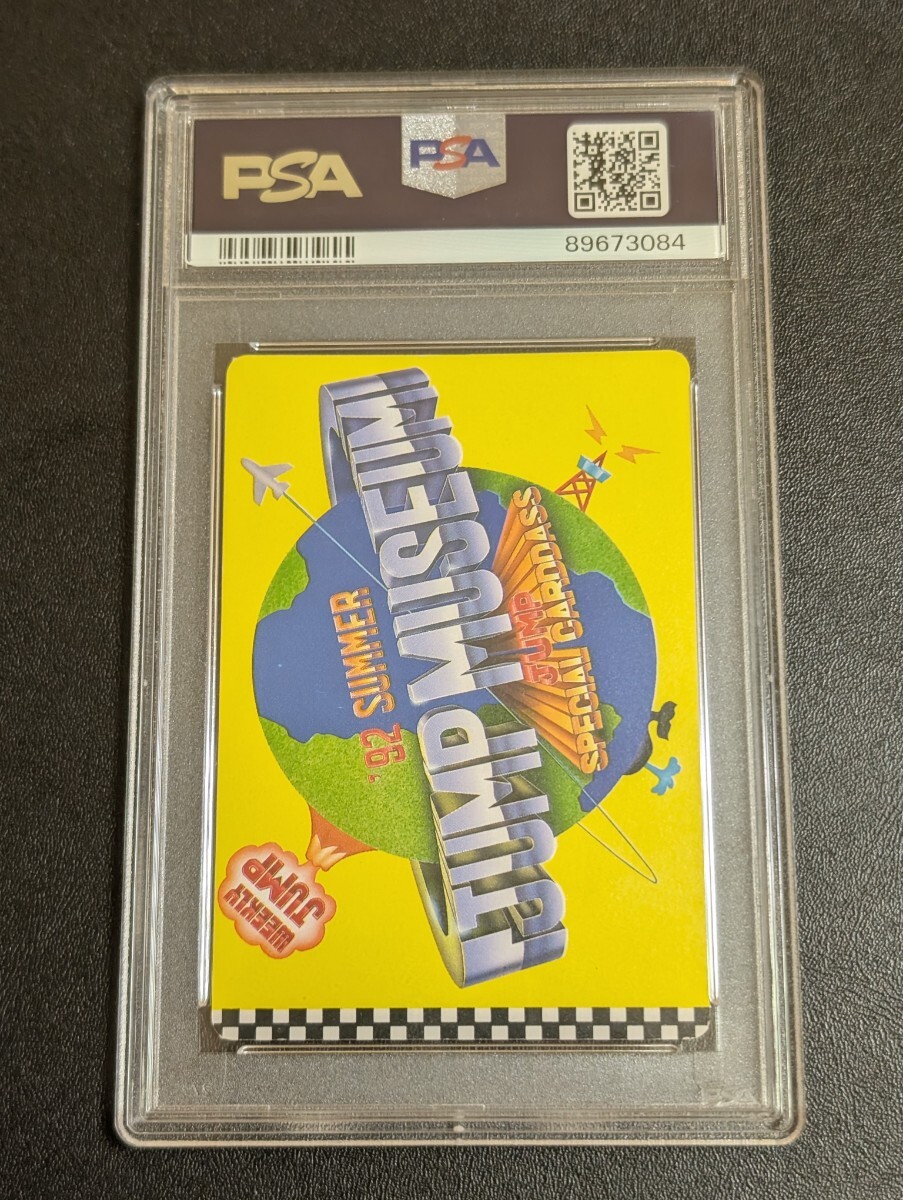 PSA
PSA
89673084
'92 SUMMER
JUMP MUSEUM
JUMP
SPECIAL CARDDASS
WEEKLY
JUMP